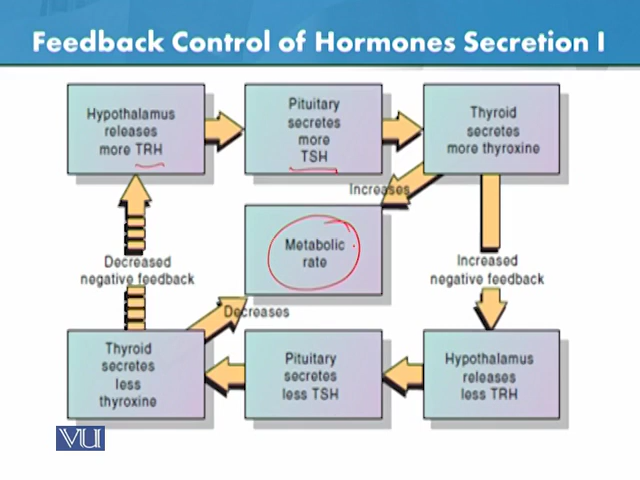 Feedback Control of Hormones Secretion I
Hypothalamus
releases
more TRH
Pituitary
secretes
more
TSH
Thyroid
secretes
more thyroxine
Increases
Metabolic
rate
Decreased
negative feedback
Increased
negative feedback
Decreases
Thyroid
secretes
less
thyroxine
Pituitary
secretes
less TSH
Hypothalamus
releases
less TRH
VU